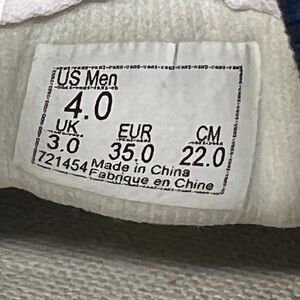 US Men
4.0
UK EUR CM
3.0 35.0 22.0
721454 Made in China
Fabrique en Chine